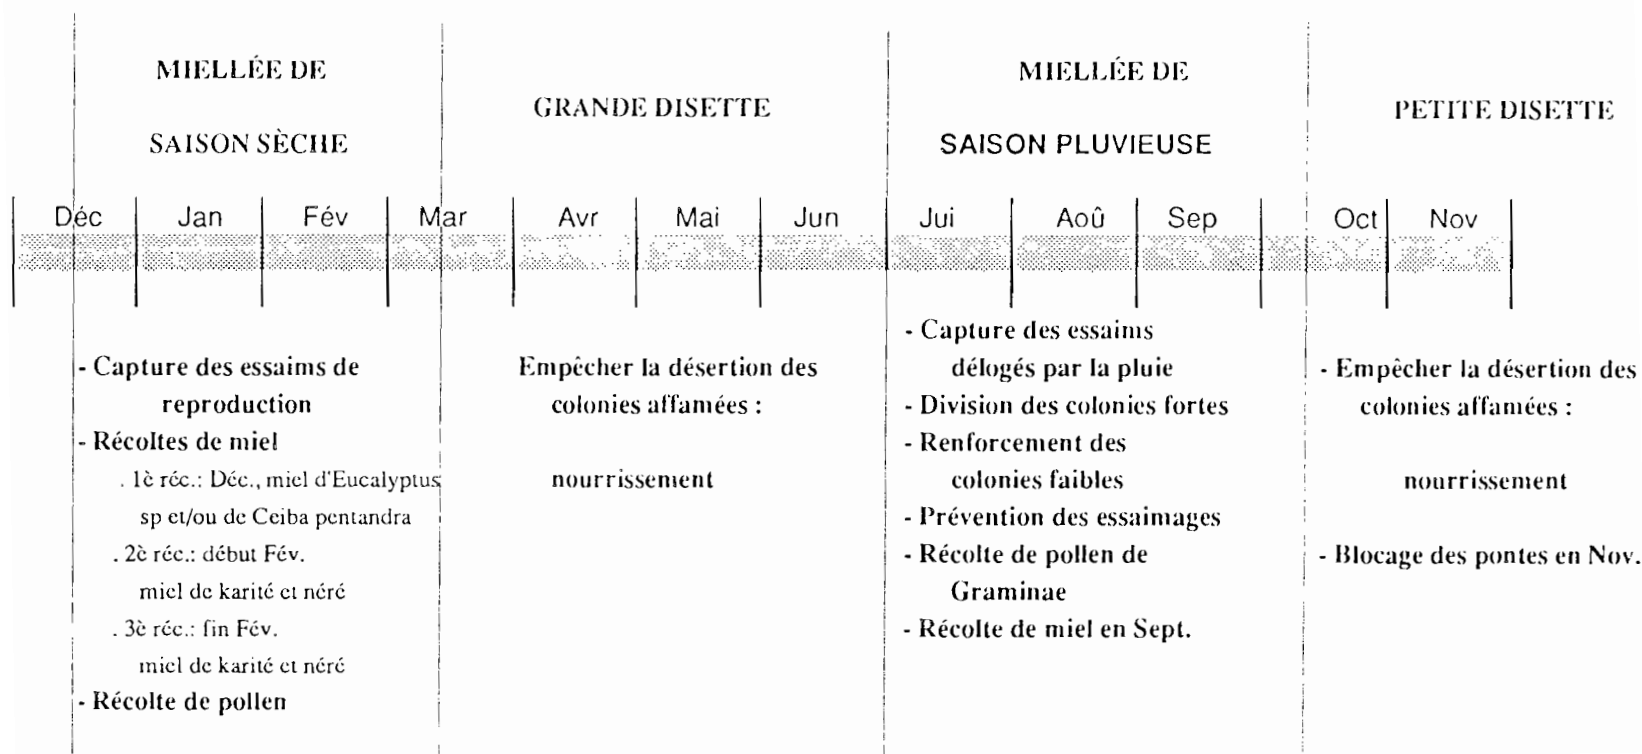 MIELLÉE DE
SAISON SÈCHE
GRANDE DISETTE
MIELLÉE DE
SAISON PLUVIEUSE
PETITE DISETTE
Déc Jan Fév Mar Avr Mai Jun Jui Aoû Sep Oct Nov
- Capture des essaims de
reproduction
- Récoltes de miel
. 1è réc.: Déc., miel d'Eucalyptus
sp et/ou de Ceiba pentandra
. 2è réc.: début Fév.
miel de karité et néré
. 3è réc.: fin Fév.
miel de karité et néré
- Récolte de pollen
Empêcher la désertion des
colonies affamées :
nourrissement
- Capture des essaims
délogés par la pluie
- Division des colonies fortes
- Renforcement des
colonies faibles
- Prévention des essaimages
- Récolte de pollen de
Graminae
- Récolte de miel en Sept.
- Empêcher la désertion des
colonies affamées :
nourrissement
- Blocage des pontes en Nov.